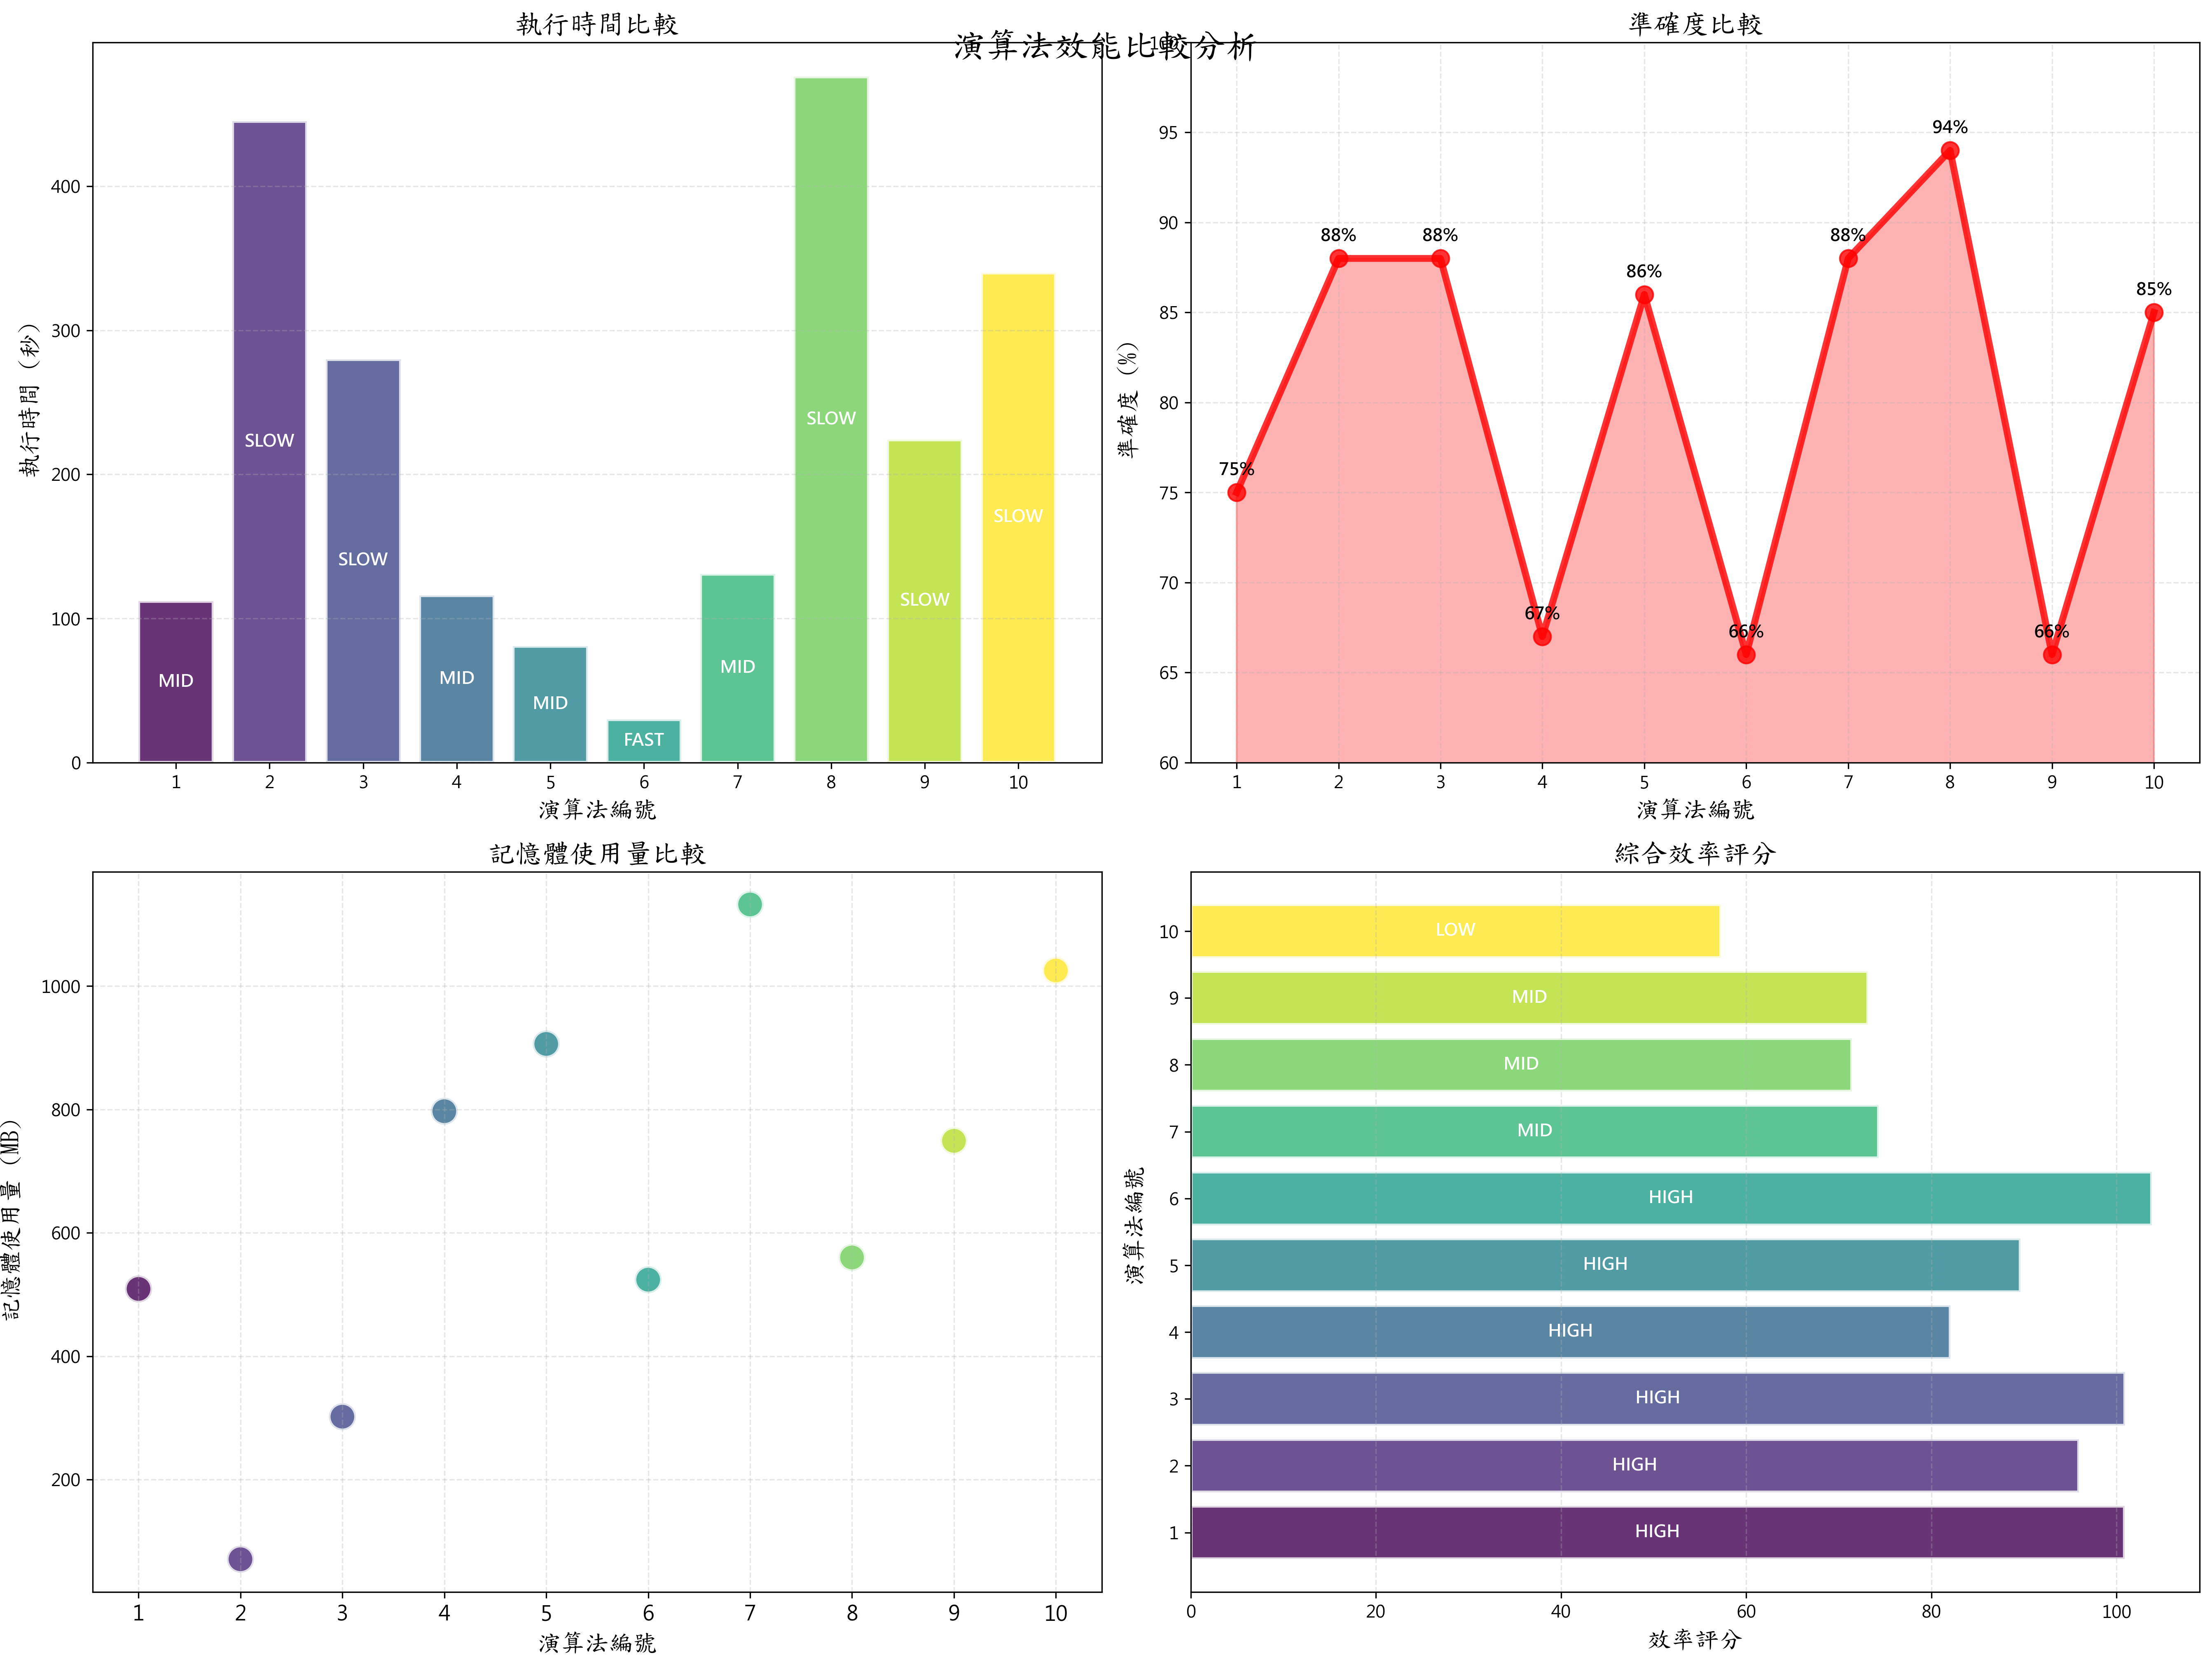 演算法效能比較分析
執行時間比較
執行時間 (秒)
400
300
200
100
0
SLOW
SLOW
SLOW
SLOW
SLOW
MID
MID
MID
FAST
MID
1 2 3 4 5 6 7 8 9 10
演算法編號
準確度比較
準確度 (%)
100
95
90
85
80
75
70
65
60
75%
88%
88%
67%
86%
66%
88%
94%
66%
85%
1 2 3 4 5 6 7 8 9 10
演算法編號
記憶體使用量比較
記憶體使用量 (MB)
1000
800
600
400
200
1 2 3 4 5 6 7 8 9 10
演算法編號
綜合效率評分
演算法編號
10 LOW
9 MID
8 MID
7 MID
6 HIGH
5 HIGH
4 HIGH
3 HIGH
2 HIGH
1 HIGH
0 20 40 60 80 100
效率評分